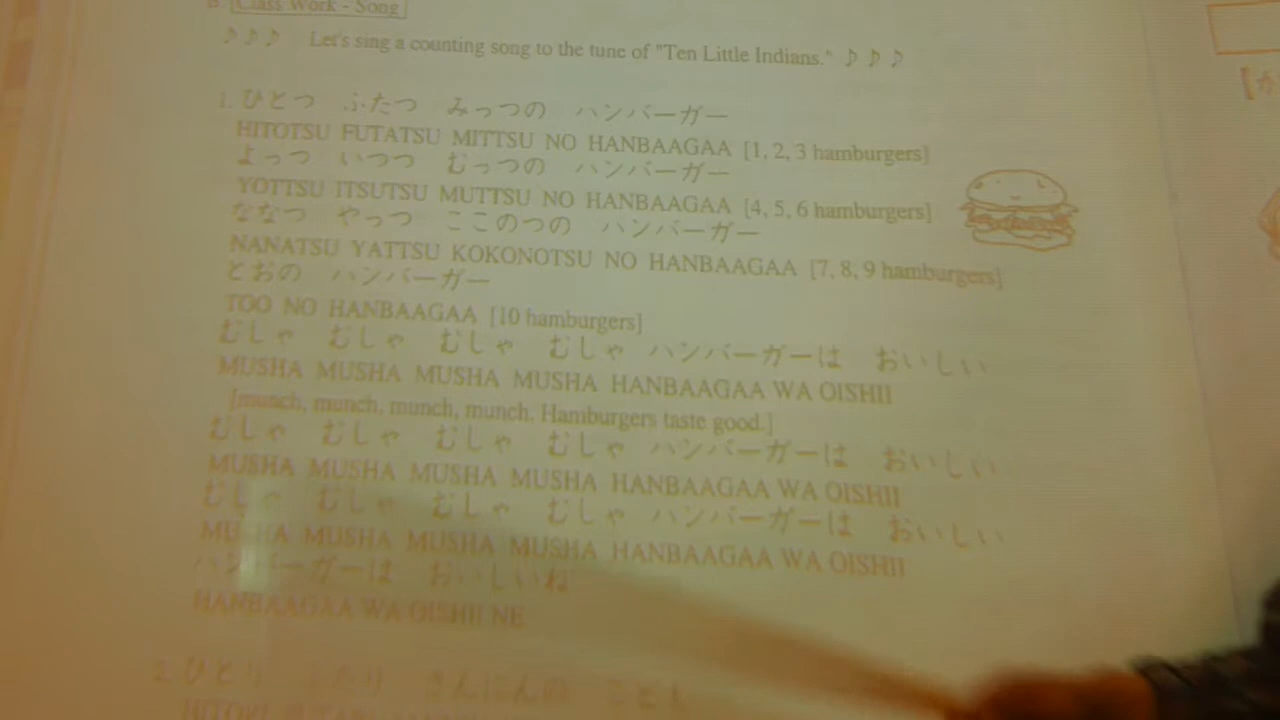 B. Class Work - Song
♪♪♪ Let's sing a counting song to the tune of "Ten Little Indians." ♪♪♪
1. ひとつ ふたつ みっつの ハンバーガー
HITOTSU FUTATSU MITTSU NO HANBAAGAA [1, 2, 3 hamburgers]
よっつ いつつ むっつの ハンバーガー
YOTTSU ITSUTSU MUTTSU NO HANBAAGAA [4, 5, 6 hamburgers]
ななつ やっつ ここのつの ハンバーガー
NANATSU YATTSU KOKONOTSU NO HANBAAGAA [7, 8, 9 hamburgers]
とおの ハンバーガー
TOO NO HANBAAGAA [10 hamburgers]
むしゃ むしゃ むしゃ むしゃ ハンバーガーは おいしい
MUSHA MUSHA MUSHA MUSHA HANBAAGAA WA OISHII
[munch, munch, munch, munch. Hamburgers taste good.]
むしゃ むしゃ むしゃ むしゃ ハンバーガーは おいしい
MUSHA MUSHA MUSHA MUSHA HANBAAGAA WA OISHII
むしゃ むしゃ むしゃ むしゃ ハンバーガーは おいしい
MUSHA MUSHA MUSHA MUSHA HANBAAGAA WA OISHII
ハンバーガーは おいしいね
HANBAAGAA WA OISHII NE
2. ひとり ふたり さんにんの
HITORI